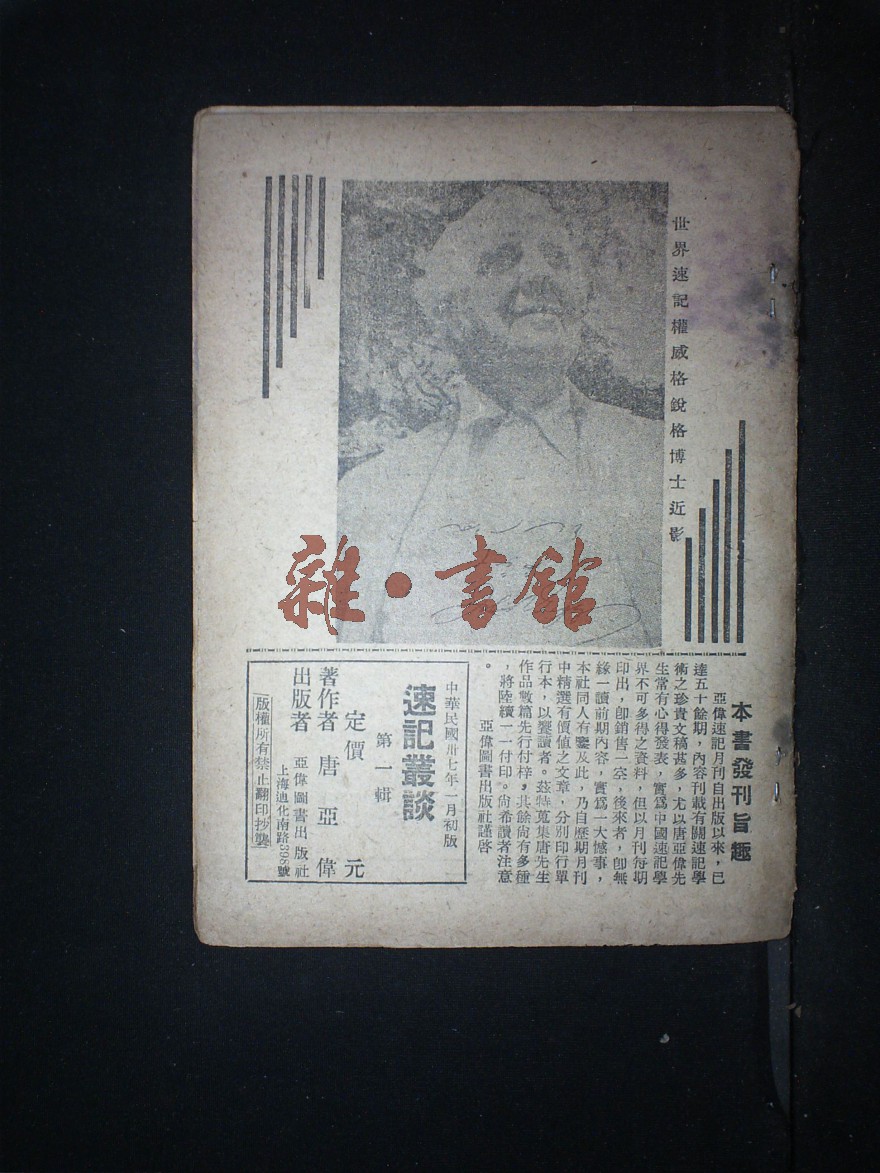 世界速記權威格銳格博士近影
雜·書館
本書發刊旨趣
亞偉速記月刊自出版以來，已
達五十餘期，內容刊載有關速記學
術之珍貴文稿甚多，尤以唐亞偉先
生常有心得發表，實爲中國速記學
界不可多得之資料，但以月刊每期
印出，卽銷售一空，後來者，卽無
緣一讀前期內容，實爲一大憾事，
本社同人有鑒及此，乃自歷期月刊
中精選有價值之文章，分別印行單
行本，以饗讀者。茲特蒐集唐先生
作品數篇先行付梓，其餘尚有多種
，將陸續一一付印。尚希讀者注意
。
亞偉圖書出版社謹啓
中華民國卅七年一月初版
速記叢談
第一輯
定價 元
著作者 唐亞偉
出版者 亞偉圖書出版社
上海迪化南路398號
版權所有禁止翻印抄襲